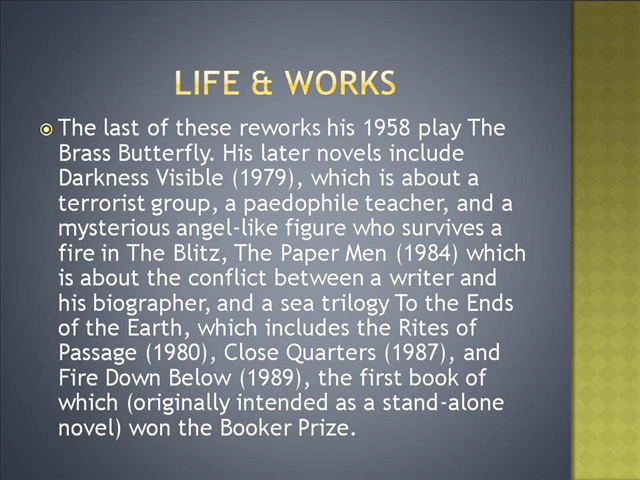 LIFE & WORKS
The last of these reworks his 1958 play The
Brass Butterfly. His later novels include
Darkness Visible (1979), which is about a
terrorist group, a paedophile teacher, and a
mysterious angel-like figure who survives a
fire in The Blitz, The Paper Men (1984) which
is about the conflict between a writer and
his biographer, and a sea trilogy To the Ends
of the Earth, which includes the Rites of
Passage (1980), Close Quarters (1987), and
Fire Down Below (1989), the first book of
which (originally intended as a stand-alone
novel) won the Booker Prize.